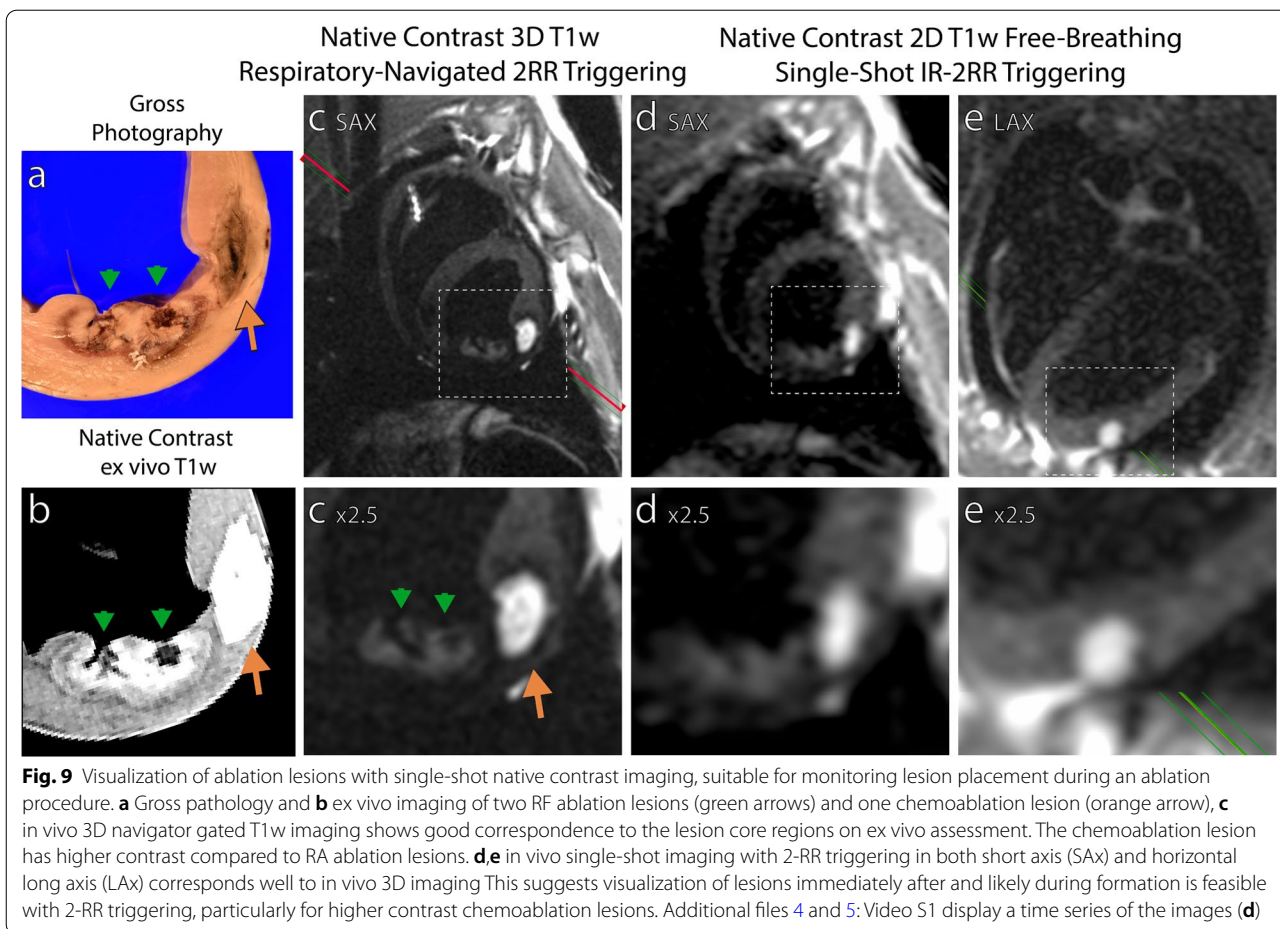 Native Contrast 3D T1w
Respiratory-Navigated 2RR Triggering
Native Contrast 2D T1w Free-Breathing
Single-Shot IR-2RR Triggering
Gross
Photography
a
c SAX
d SAX
e LAX
Native Contrast
ex vivo T1w
b
c x2.5
d x2.5
e x2.5
Fig. 9 Visualization of ablation lesions with single-shot native contrast imaging, suitable for monitoring lesion placement during an ablation
procedure. a Gross pathology and b ex vivo imaging of two RF ablation lesions (green arrows) and one chemoablation lesion (orange arrow), c
in vivo 3D navigator gated T1w imaging shows good correspondence to the lesion core regions on ex vivo assessment. The chemoablation lesion
has higher contrast compared to RA ablation lesions. d,e in vivo single-shot imaging with 2-RR triggering in both short axis (SAx) and horizontal
long axis (LAx) corresponds well to in vivo 3D imaging This suggests visualization of lesions immediately after and likely during formation is feasible
with 2-RR triggering, particularly for higher contrast chemoablation lesions. Additional files 4 and 5: Video S1 display a time series of the images (d)